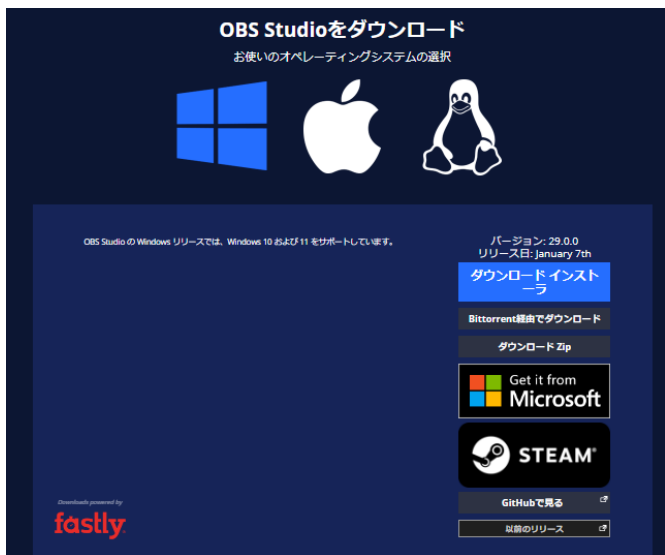 OBS Studioをダウンロード
お使いのオペレーティングシステムの選択
OBS Studio の Windows リリースでは、Windows 10 および 11 をサポートしています。
バージョン: 29.0.0
リリース日: January 7th
ダウンロード インスト
ーラ
Bittorrent経由でダウンロード
ダウンロード Zip
Get it from
Microsoft
STEAM
GitHubで見る
以前のリリース
Downloads powered by
fastly